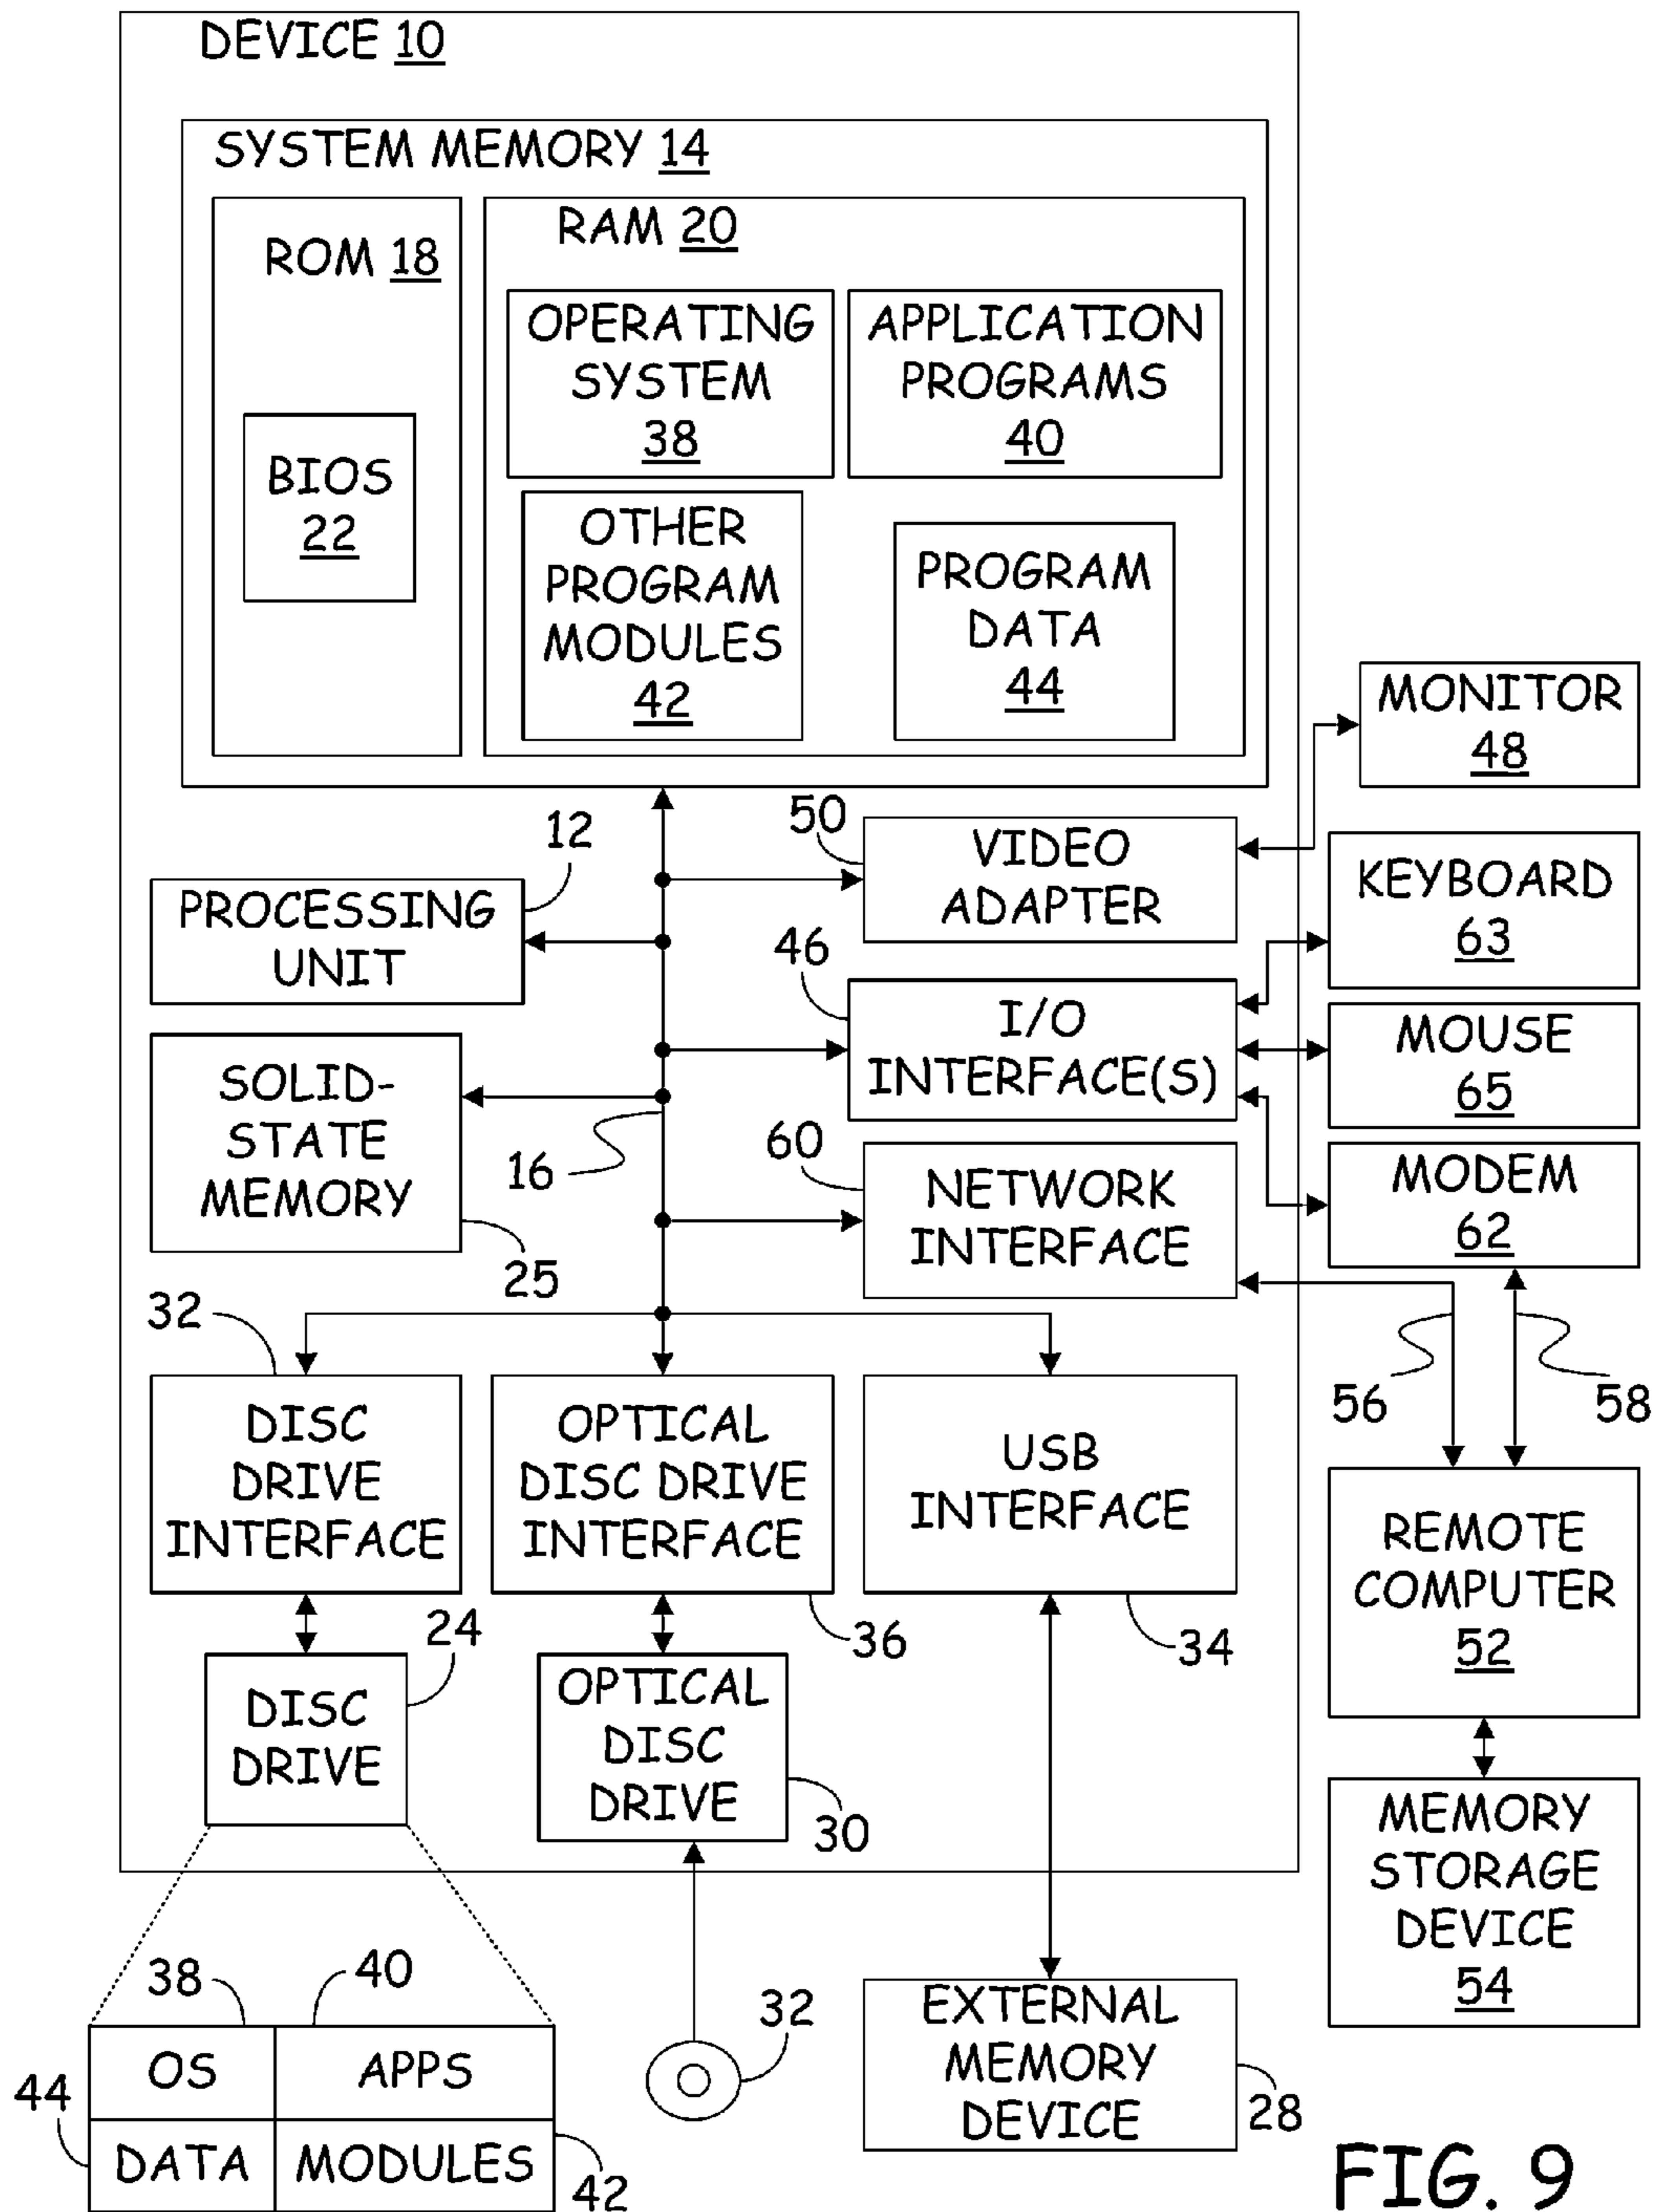 DEVICE 10
SYSTEM MEMORY 14
ROM 18
BIOS
22
RAM 20
OPERATING
SYSTEM
38
APPLICATION
PROGRAMS
40
OTHER
PROGRAM
MODULES
42
PROGRAM
DATA
44
MONITOR
48
12
PROCESSING
UNIT
50
VIDEO
ADAPTER
KEYBOARD
63
46
I/O
INTERFACE(S)
MOUSE
65
SOLID-
STATE
MEMORY
25
16
60
NETWORK
INTERFACE
MODEM
62
56
58
32
DISC
DRIVE
INTERFACE
OPTICAL
DISC DRIVE
INTERFACE
36
USB
INTERFACE
34
REMOTE
COMPUTER
52
24
DISC
DRIVE
OPTICAL
DISC
DRIVE
30
MEMORY
STORAGE
DEVICE
54
38
40
OS
APPS
44
DATA
MODULES
42
32
EXTERNAL
MEMORY
DEVICE
28
FIG. 9